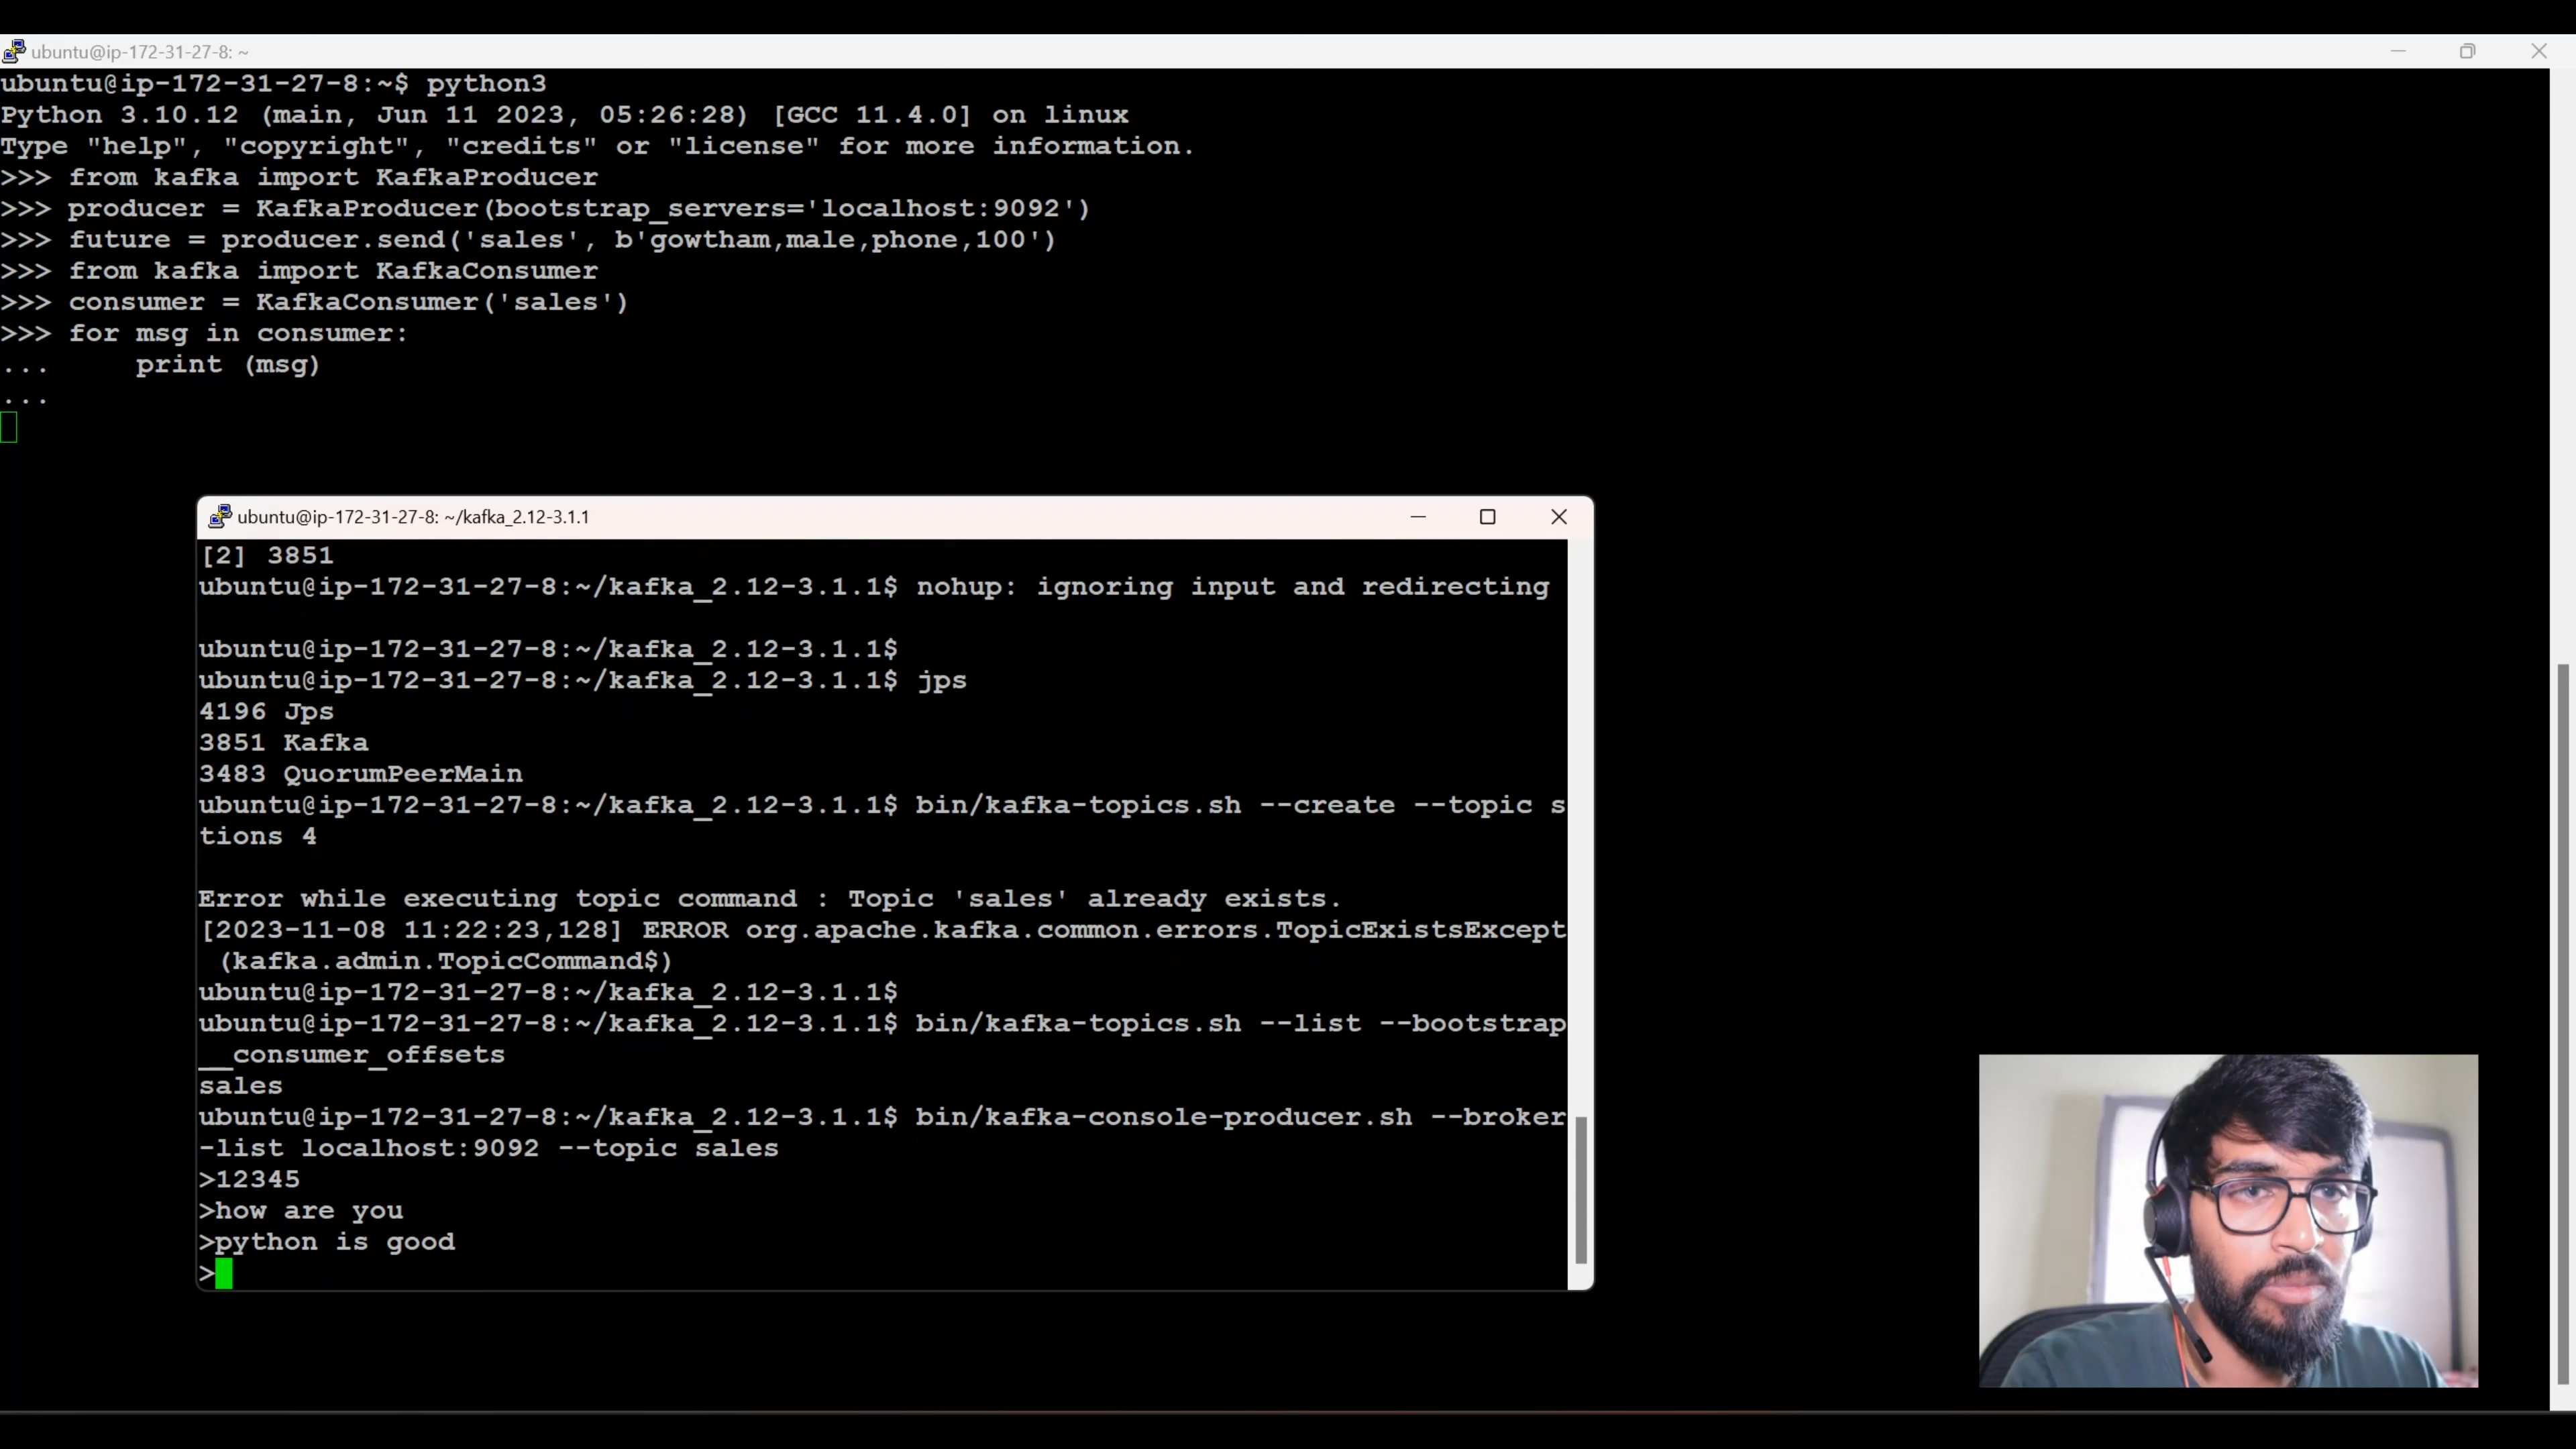 ubuntu@ip-172-31-27-8: ~
ubuntu@ip-172-31-27-8:~$ python3
Python 3.10.12 (main, Jun 11 2023, 05:26:28) [GCC 11.4.0] on linux
Type "help", "copyright", "credits" or "license" for more information.
>>> from kafka import KafkaProducer
>>> producer = KafkaProducer(bootstrap_servers='localhost:9092')
>>> future = producer.send('sales', b'gowtham,male,phone,100')
>>> from kafka import KafkaConsumer
>>> consumer = KafkaConsumer('sales')
>>> for msg in consumer:
...     print (msg)
...
ubuntu@ip-172-31-27-8: ~/kafka_2.12-3.1.1
[2] 3851
ubuntu@ip-172-31-27-8:~/kafka_2.12-3.1.1$ nohup: ignoring input and redirecting
ubuntu@ip-172-31-27-8:~/kafka_2.12-3.1.1$
ubuntu@ip-172-31-27-8:~/kafka_2.12-3.1.1$ jps
4196 Jps
3851 Kafka
3483 QuorumPeerMain
ubuntu@ip-172-31-27-8:~/kafka_2.12-3.1.1$ bin/kafka-topics.sh --create --topic s
tions 4
Error while executing topic command : Topic 'sales' already exists.
[2023-11-08 11:22:23,128] ERROR org.apache.kafka.common.errors.TopicExistsExcept
 (kafka.admin.TopicCommand$)
ubuntu@ip-172-31-27-8:~/kafka_2.12-3.1.1$
ubuntu@ip-172-31-27-8:~/kafka_2.12-3.1.1$ bin/kafka-topics.sh --list --bootstrap
__consumer_offsets
sales
ubuntu@ip-172-31-27-8:~/kafka_2.12-3.1.1$ bin/kafka-console-producer.sh --broker
-list localhost:9092 --topic sales
>12345
>how are you
>python is good
>